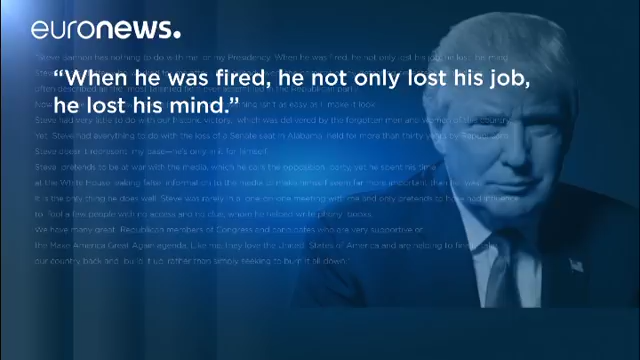 euronews.
"Steve Bannon has nothing to do with me or my Presidency. When he was fired, he not only lost his job, he lost his mind.
"When he was fired, he not only lost his job,
he lost his mind."
Steve had very little to do with our historic victory, which was delivered by the forgotten men and women of this country.
Yet Steve had everything to do with the loss of a Senate seat in Alabama held for more than thirty years by Republicans.
Steve doesn't represent my base—he's only in it for himself.
Steve pretends to be at war with the media, which he calls the opposition party, yet he spent his time
at the White House leaking false information to the media to make himself seem far more important than he was.
It is the only thing he does well. Steve was rarely in a one-on-one meeting with me and only pretends to have had influence
to fool a few people with no access and no clue, whom he helped write phony books.
We have many great Republican members of Congress and candidates who are very supportive of
the Make America Great Again agenda. Like me, they love the United States of America and are helping to finally take
our country back and build it up, rather than simply seeking to burn it all down."